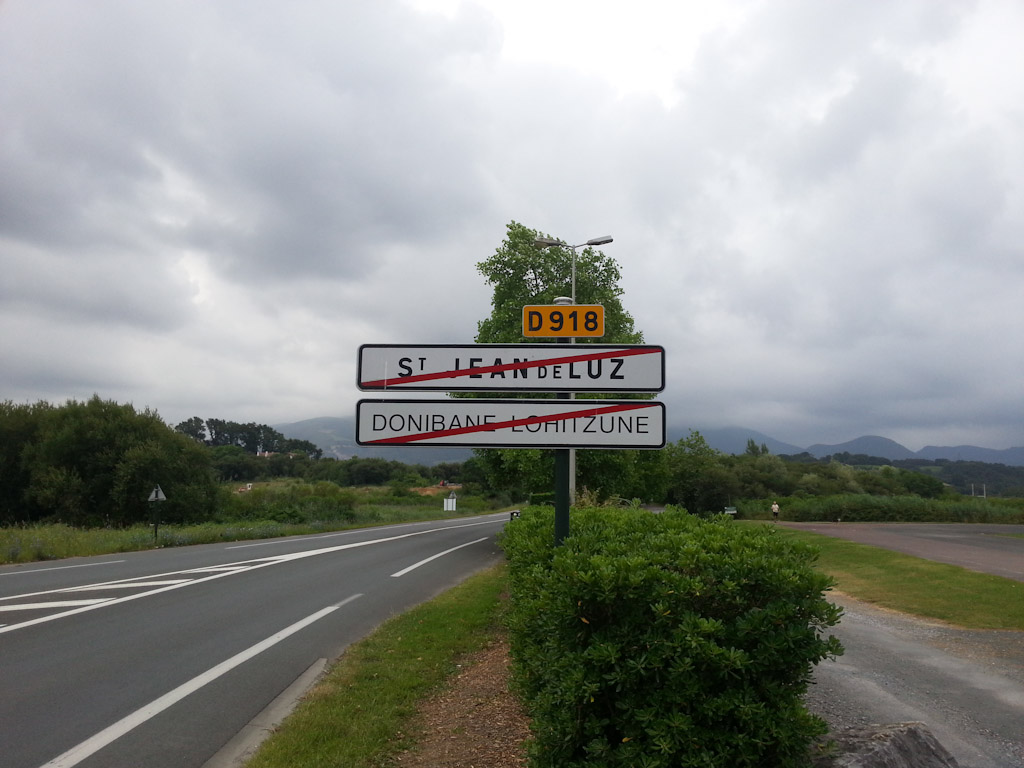 D918
ST JEAN DE LUZ
DONIBANE LOHITZUNE